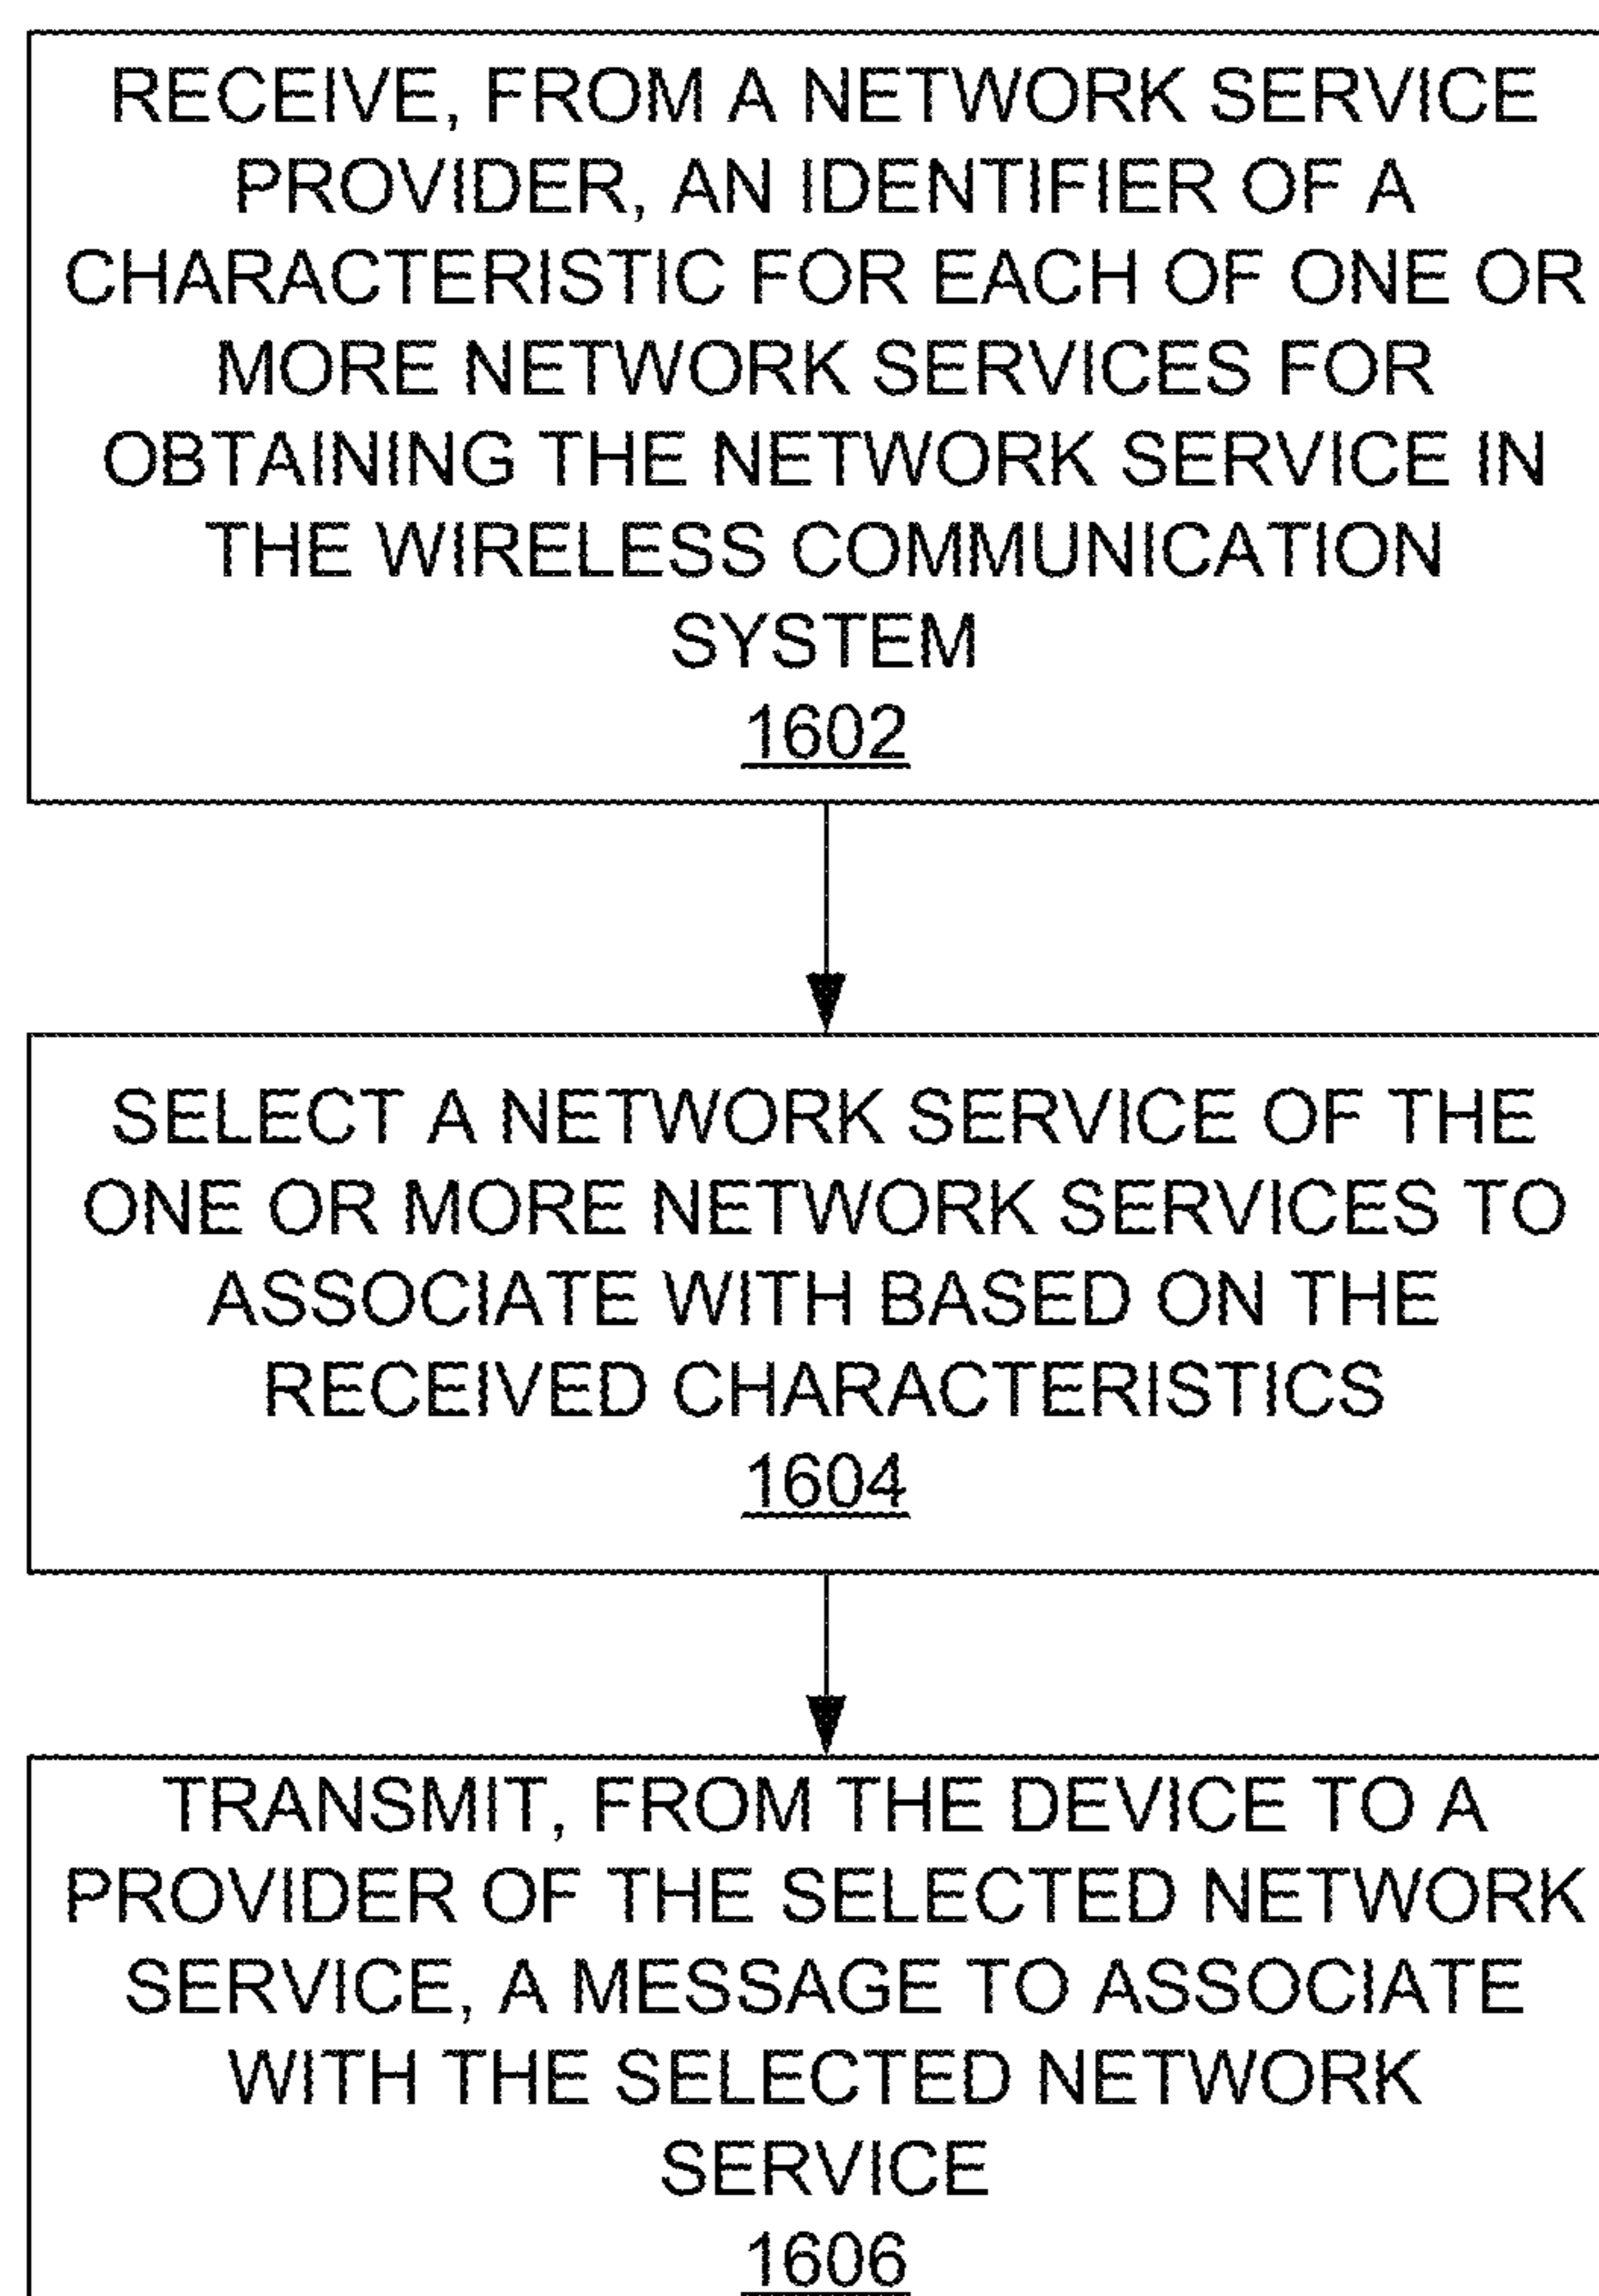 RECEIVE, FROM A NETWORK SERVICE
PROVIDER, AN IDENTIFIER OF A
CHARACTERISTIC FOR EACH OF ONE OR
MORE NETWORK SERVICES FOR
OBTAINING THE NETWORK SERVICE IN
THE WIRELESS COMMUNICATION
SYSTEM
1602
SELECT A NETWORK SERVICE OF THE
ONE OR MORE NETWORK SERVICES TO
ASSOCIATE WITH BASED ON THE
RECEIVED CHARACTERISTICS
1604
TRANSMIT, FROM THE DEVICE TO A
PROVIDER OF THE SELECTED NETWORK
SERVICE, A MESSAGE TO ASSOCIATE
WITH THE SELECTED NETWORK
SERVICE
1606